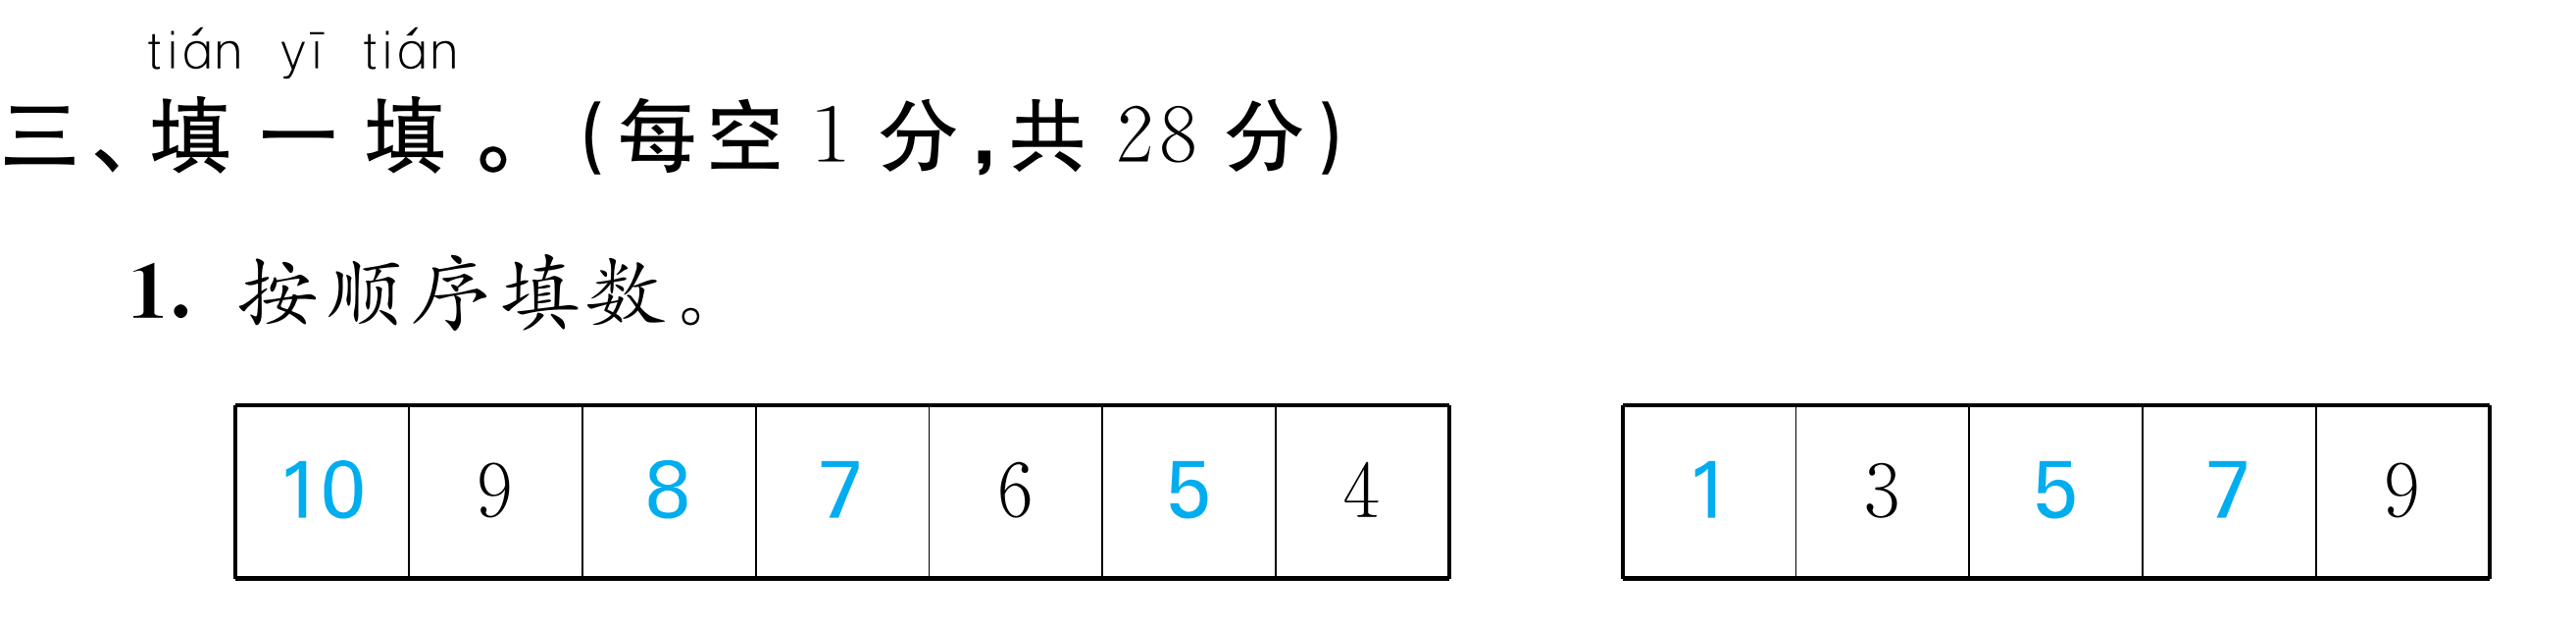 tián yī tián
三、填一填。(每空 1 分,共 28 分)
1. 按顺序填数。
10 9 8 7 6 5 4 1 3 5 7 9